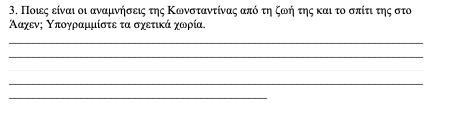 3. Ποιες είναι οι αναμνήσεις της Κωνσταντίνας από τη ζωή της και το σπίτι της στο
Άαχεν; Υπογραμμίστε τα σχετικά χωρία.